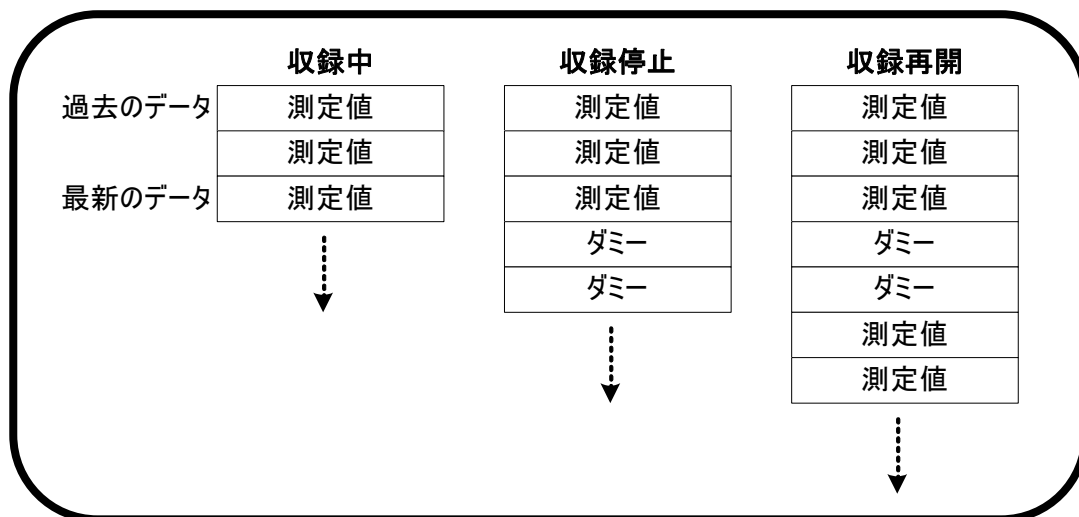 収録中 収録停止 収録再開
過去のデータ 測定値 測定値 測定値
測定値 測定値 測定値
最新のデータ 測定値 測定値 測定値
ダミー ダミー
ダミー ダミー
測定値
測定値